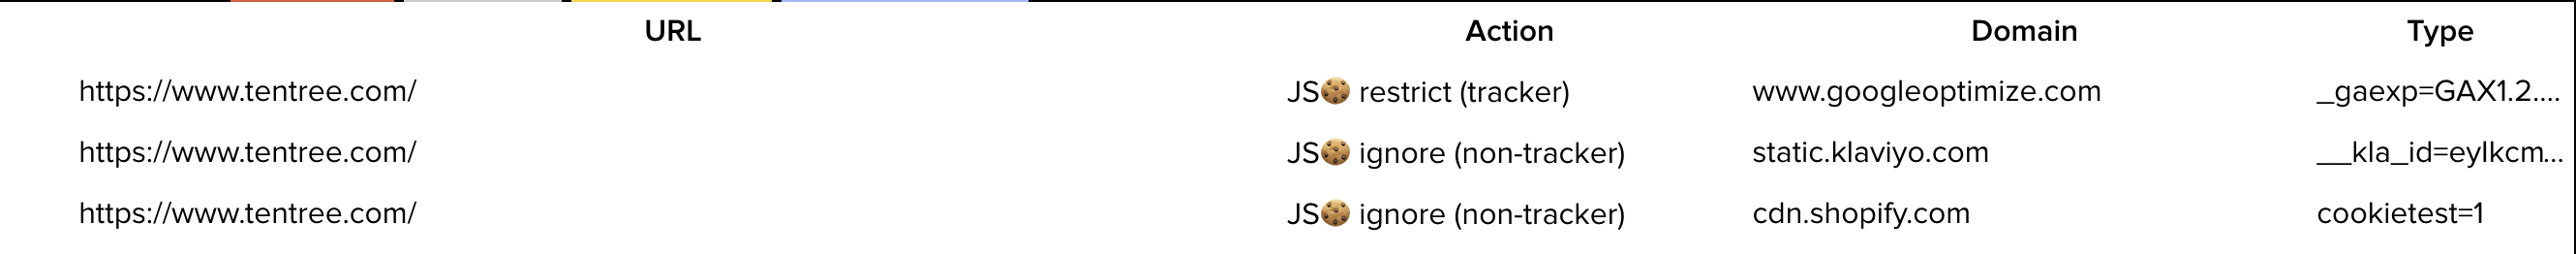 URL Action Domain Type
https://www.tentree.com/ JS🍪 restrict (tracker) www.googleoptimize.com _gaexp=GAX1.2....
https://www.tentree.com/ JS🍪 ignore (non-tracker) static.klaviyo.com __kla_id=eyIkcm...
https://www.tentree.com/ JS🍪 ignore (non-tracker) cdn.shopify.com cookietest=1